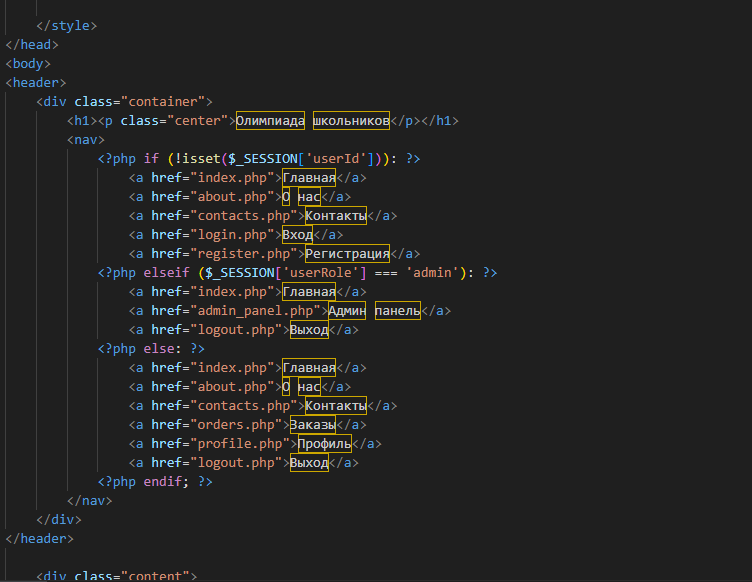 </style>
</head>
<body>
<header>
<div class="container">
<h1><p class="center">Олимпиада школьников</p></h1>
<nav>
<?php if (!isset($_SESSION['userId'])): ?>
<a href="index.php">Главная</a>
<a href="about.php">О нас</a>
<a href="contacts.php">Контакты</a>
<a href="login.php">Вход</a>
<a href="register.php">Регистрация</a>
<?php elseif ($_SESSION['userRole'] === 'admin'): ?>
<a href="index.php">Главная</a>
<a href="admin_panel.php">Админ панель</a>
<a href="logout.php">Выход</a>
<?php else: ?>
<a href="index.php">Главная</a>
<a href="about.php">О нас</a>
<a href="contacts.php">Контакты</a>
<a href="orders.php">Заказы</a>
<a href="profile.php">Профиль</a>
<a href="logout.php">Выход</a>
<?php endif; ?>
</nav>
</div>
</header>
<div class="content">